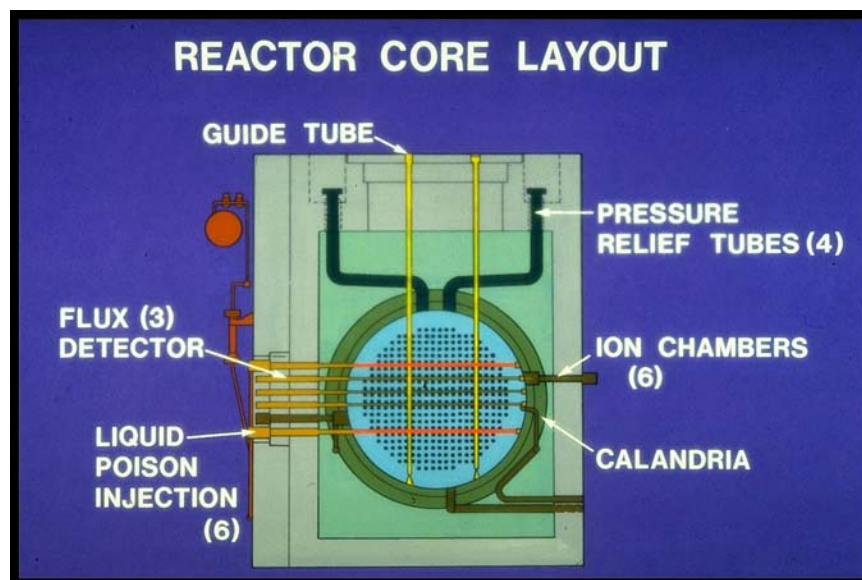 REACTOR CORE LAYOUT
GUIDE TUBE
PRESSURE
RELIEF TUBES (4)
FLUX (3)
DETECTOR
ION CHAMBERS
(6)
LIQUID
POISON
INJECTION
(6)
CALANDRIA